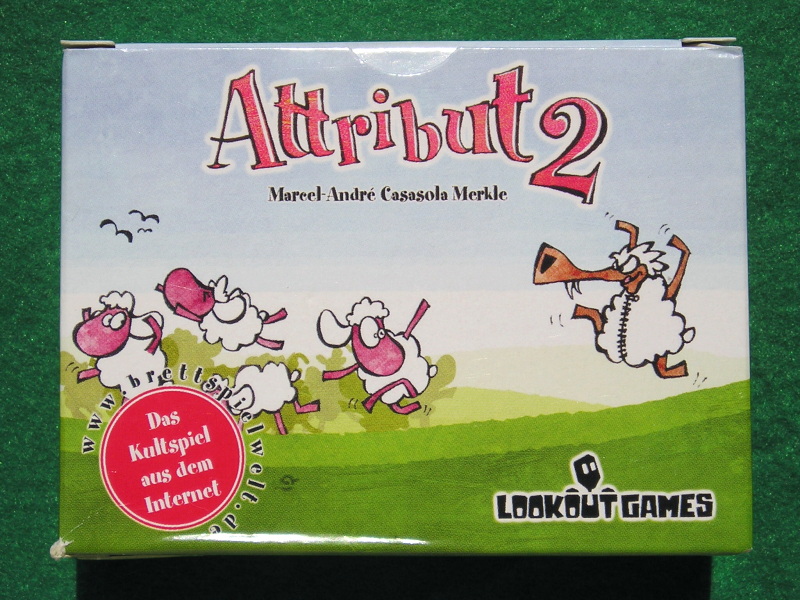 Attribut 2
Marcel-André Casasola Merkle
www.brettspielwelt.de
Das
Kultspiel
aus dem
Internet
LOOKOUT GAMES